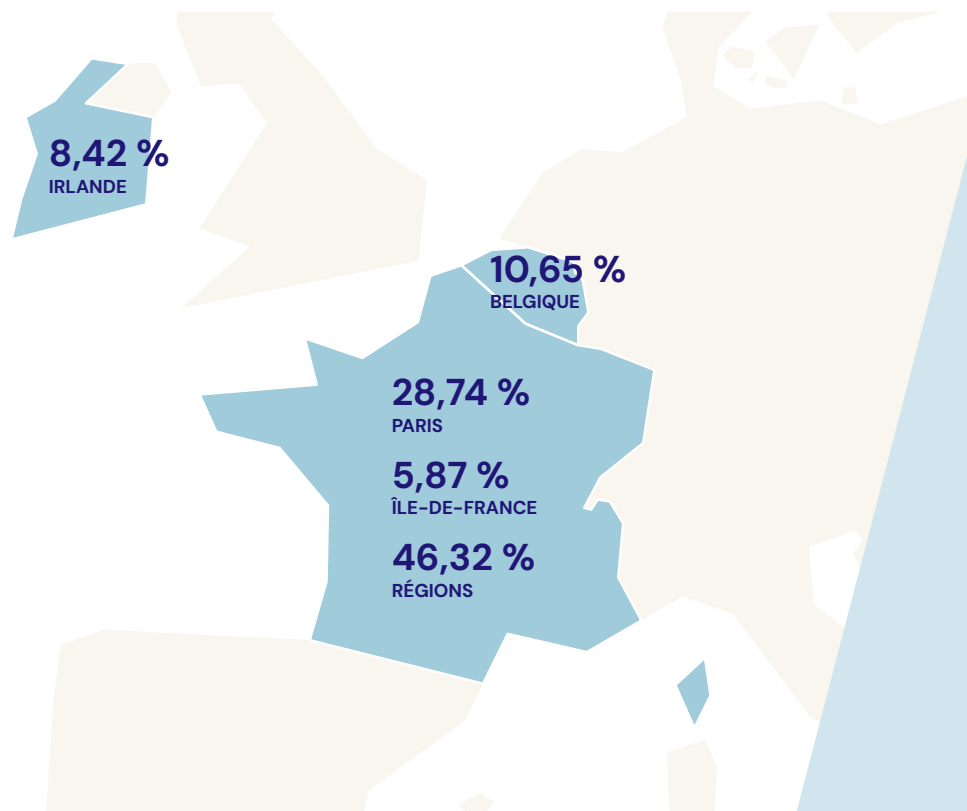 8,42 %
IRLANDE
10,65 %
BELGIQUE
28,74 %
PARIS
5,87 %
ÎLE-DE-FRANCE
46,32 %
RÉGIONS